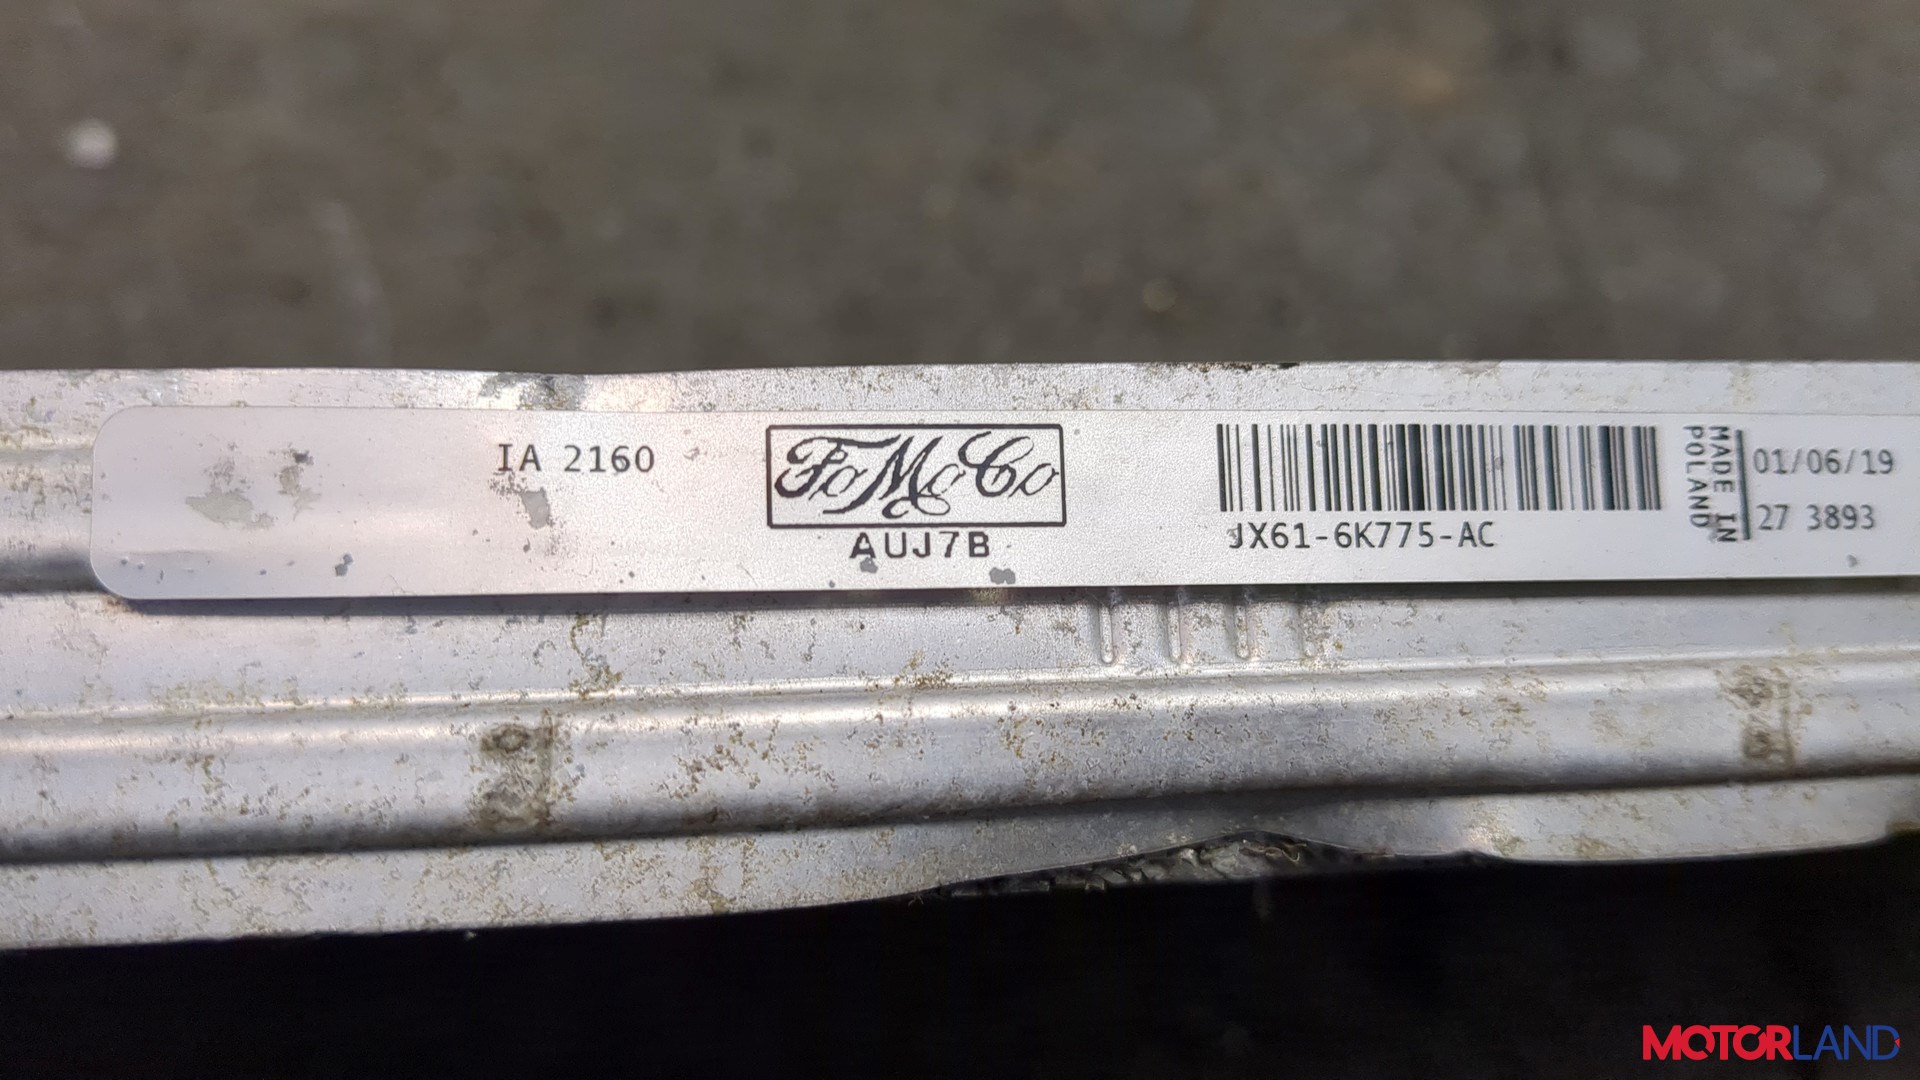 IA 2160
FoMoCo
AUJ7B
JX61-6K775-AC
MADE IN
POLAND
01/06/19
27 3893
MOTORLAND